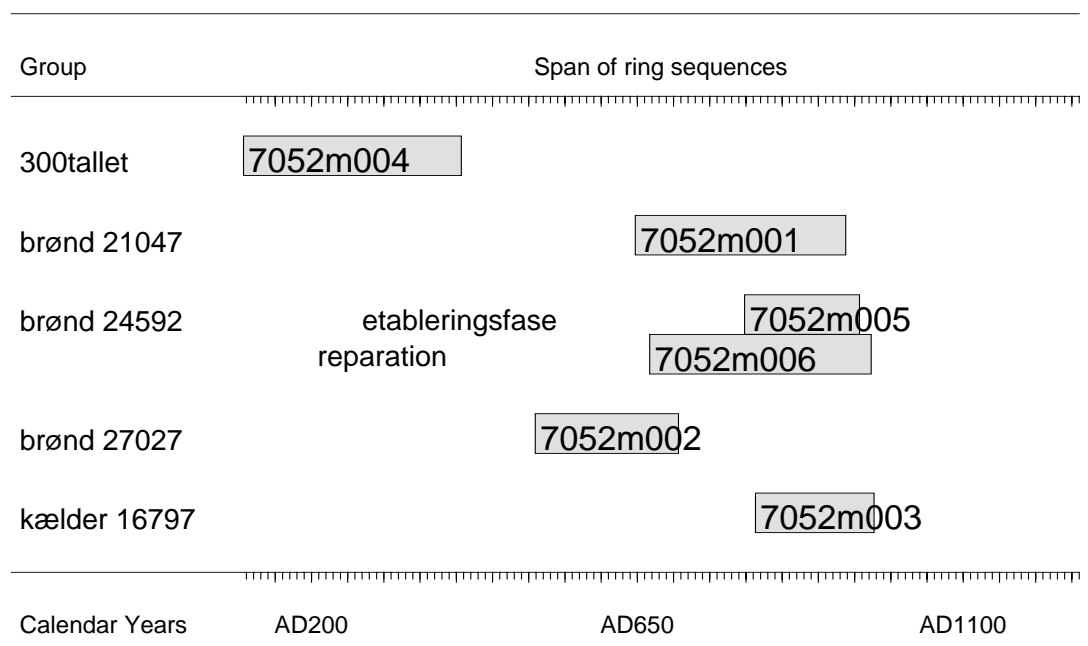 Group Span of ring sequences
300tallet 7052m004
brønd 21047 7052m001
brønd 24592 etableringsfase 7052m005
reparation 7052m006
brønd 27027 7052m002
kælder 16797 7052m003
Calendar Years AD200 AD650 AD1100